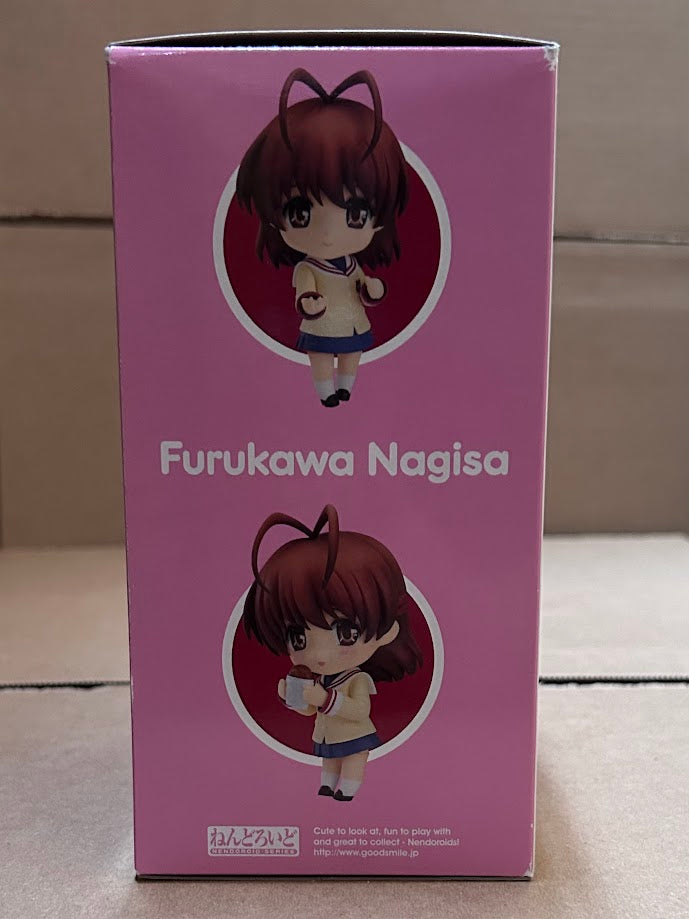 Furukawa Nagisa
ねんどろいど
NENDOROID SERIES
Cute to look at, fun to play with
and great to collect - Nendoraids!
http://www.goodsmile.jp